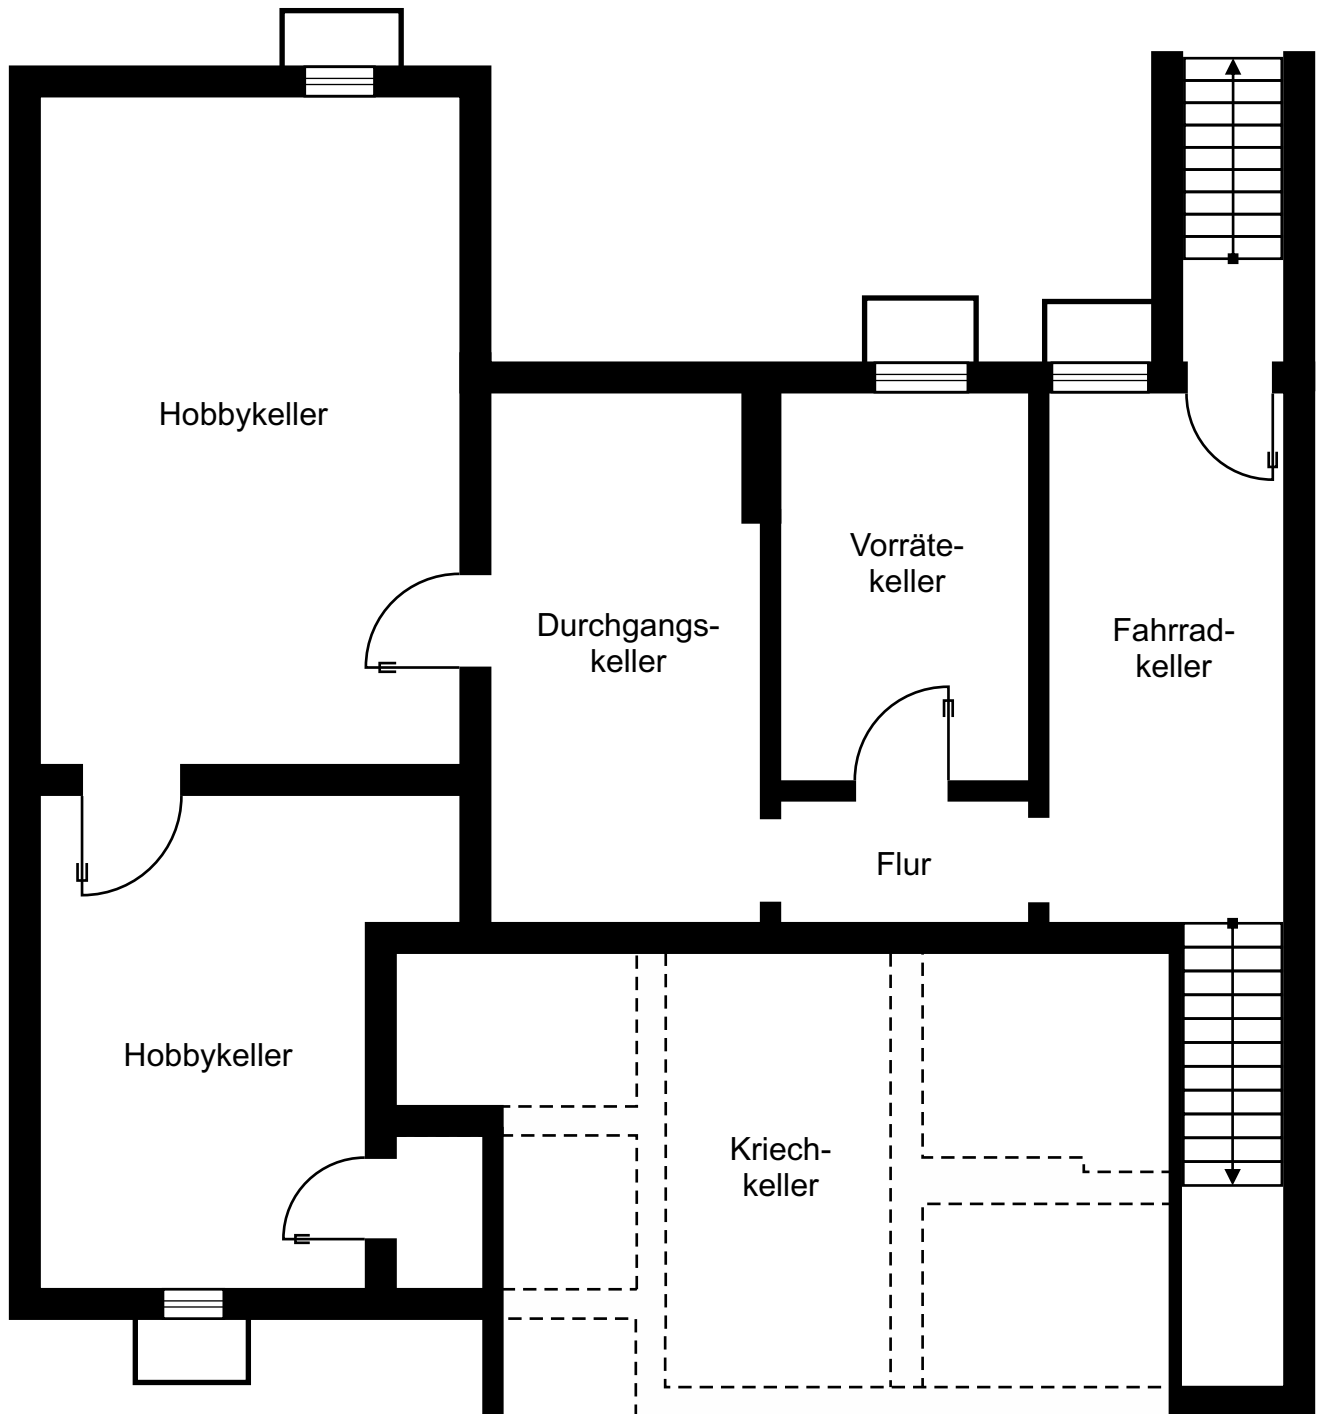 Hobbykeller
Vorräte-
keller
Durchgangs-
keller
Fahrrad-
keller
Flur
Hobbykeller
Kriech-
keller